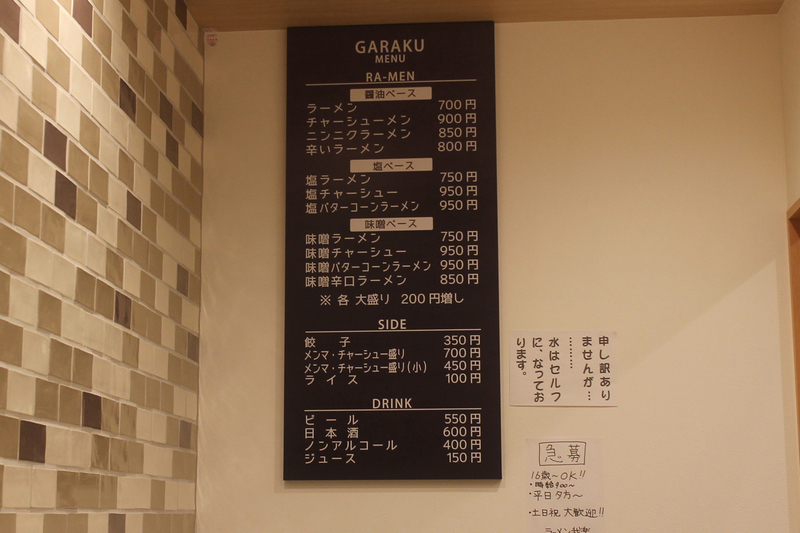 GARAKU
MENU
RA-MEN
醤油ベース
ラーメン 700円
チャーシューメン 900円
ニンニクラーメン 850円
辛いラーメン 800円
塩ベース
塩ラーメン 750円
塩チャーシュー 950円
塩バターコーンラーメン 950円
味噌ベース
味噌ラーメン 750円
味噌チャーシュー 950円
味噌バターコーンラーメン 950円
味噌辛口ラーメン 850円
※ 各 大盛り 200円増し
SIDE
餃子 350円
メンマ・チャーシュー盛り 700円
メンマ・チャーシュー盛り(小) 450円
ライス 100円
DRINK
ビール 550円
日本酒 600円
ノンアルコール 400円
ジュース 150円
申し訳あり
ませんが…
………
水はセルフ
に、なってお
ります。
急募
16歳〜OK!!
・時給900〜
・平日夕方〜
・土日祝 大歓迎!!
ラーメン